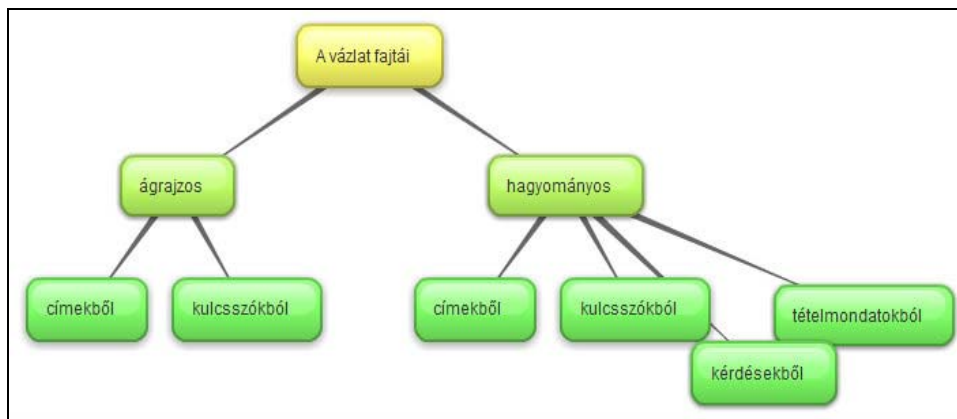 A vázlat fajtái
ágrajzos
hagyományos
címekből
kulcsszókból
címekből
kulcsszókból
tételmondatokból
kérdésekből